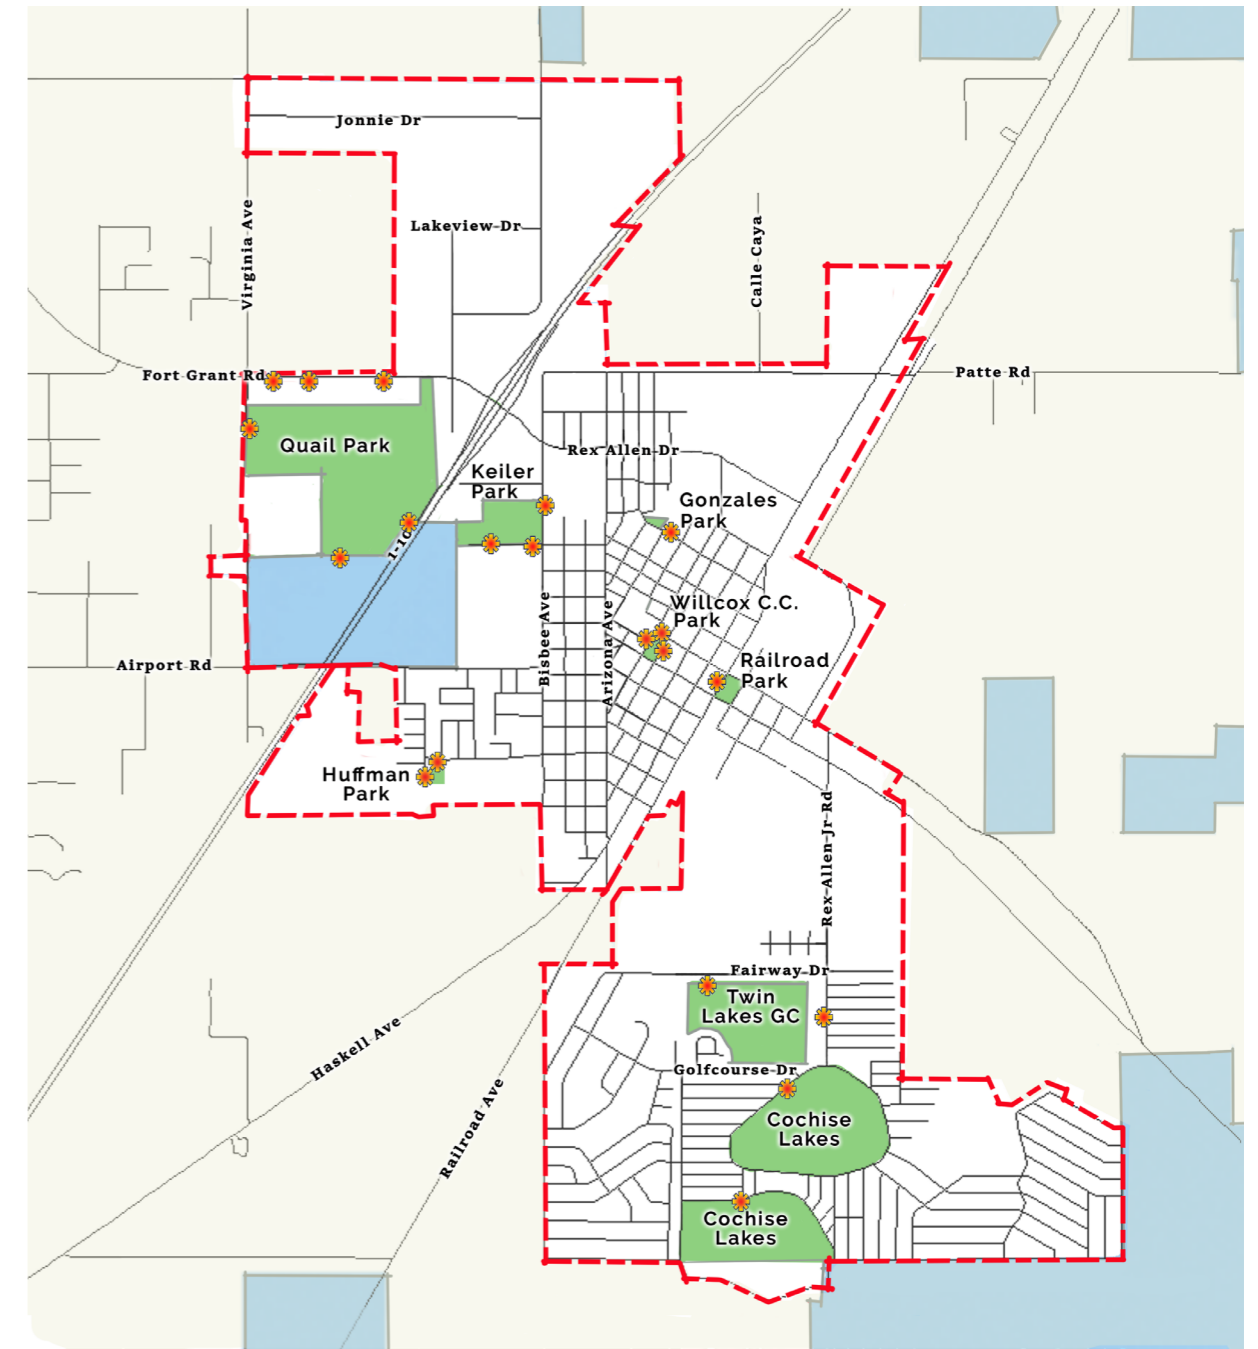 Jonnie Dr
Lakeview Dr
Virginia Ave
Calle Caya
Fort Grant Rd
Patte Rd
Quail Park
Rex Allen Dr
Keiler
Park
Gonzales
Park
1-10
Willcox C.C.
Park
Bisbee Ave
Arizona Ave
Airport Rd
Railroad
Park
Huffman
Park
Rex Allen Jr Rd
Fairway Dr
Twin
Lakes GC
Haskell Ave
Golfcourse Dr
Railroad Ave
Cochise
Lakes
Cochise
Lakes